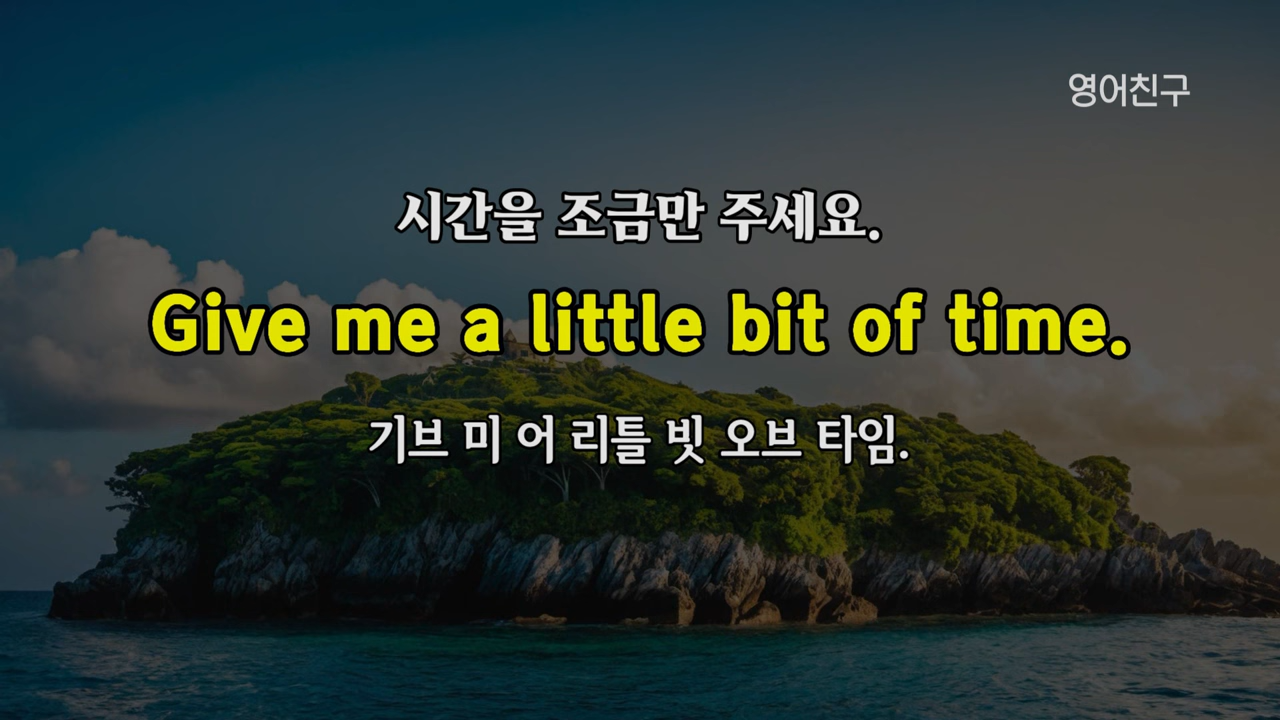 영어친구
시간을 조금만 주세요.
Give me a little bit of time.
기브 미 어 리틀 빗 오브 타임.